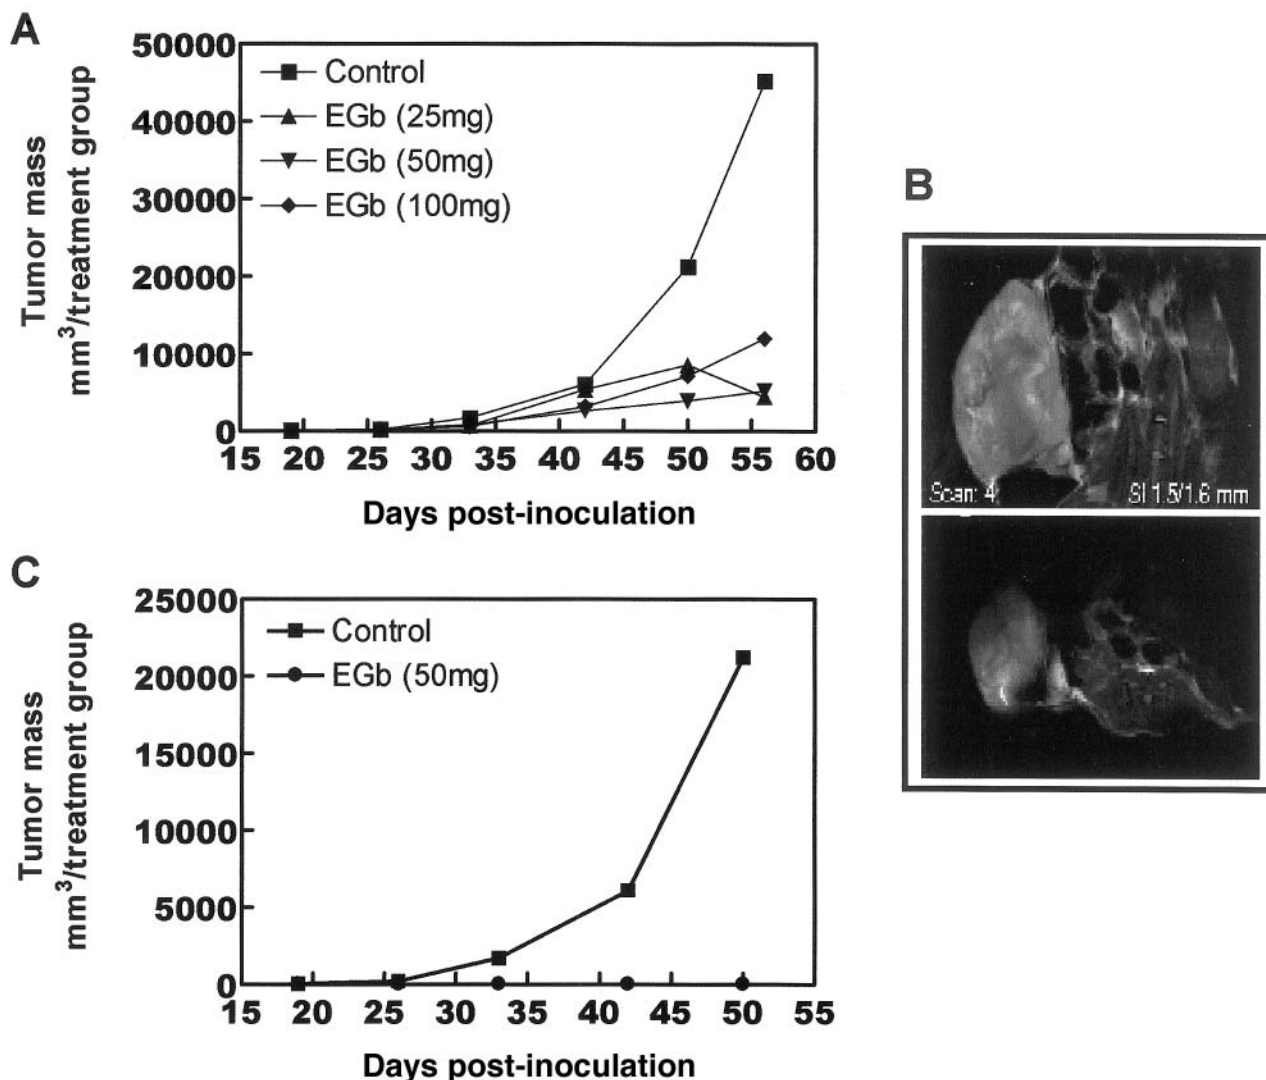 A
Tumor mass
mm³/treatment group
50000
40000
30000
20000
10000
0
Control
EGb (25mg)
EGb (50mg)
EGb (100mg)
15 20 25 30 35 40 45 50 55 60
Days post-inoculation
B
Scan: 4 SI 1.5/1.6 mm
C
Tumor mass
mm³/treatment group
25000
20000
15000
10000
5000
0
Control
EGb (50mg)
15 20 25 30 35 40 45 50 55
Days post-inoculation